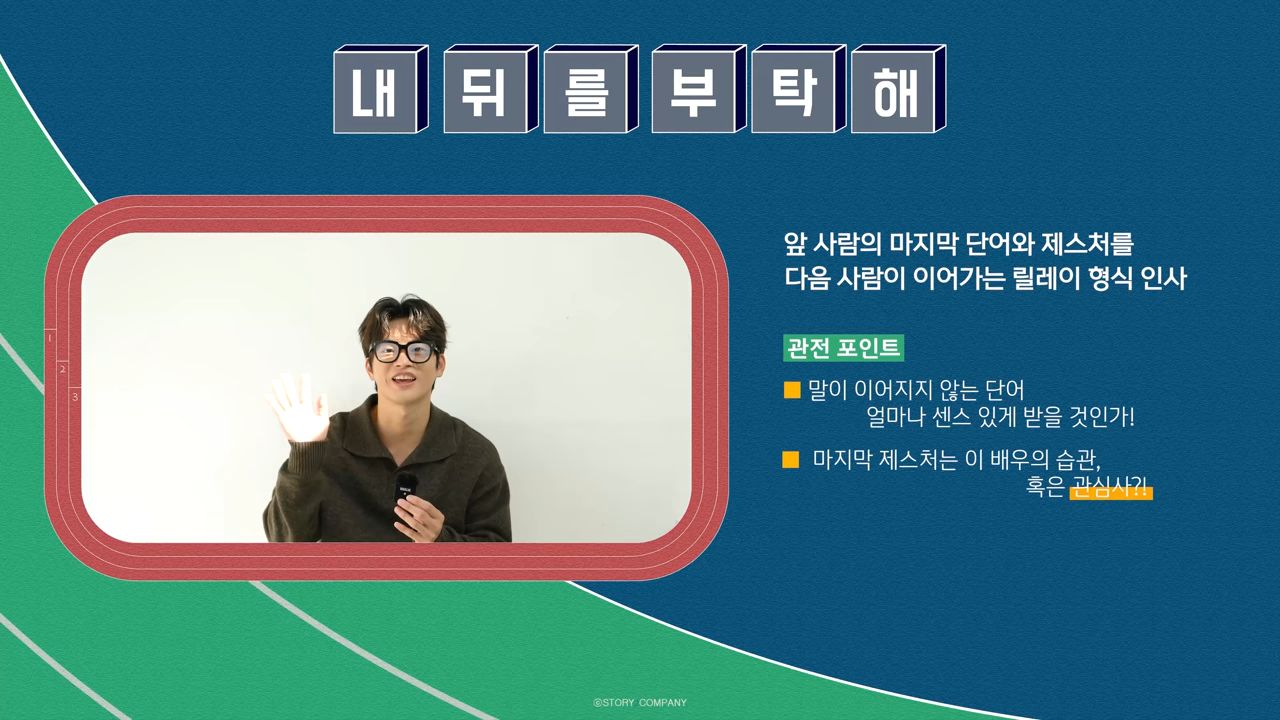 내 뒤를 부탁해
앞 사람의 마지막 단어와 제스처를
다음 사람이 이어가는 릴레이 형식 인사
관전 포인트
말이 이어지지 않는 단어
얼마나 센스 있게 받을 것인가!
마지막 제스처는 이 배우의 습관,
혹은 관심사?!
1
2
3
ⓒSTORY COMPANY